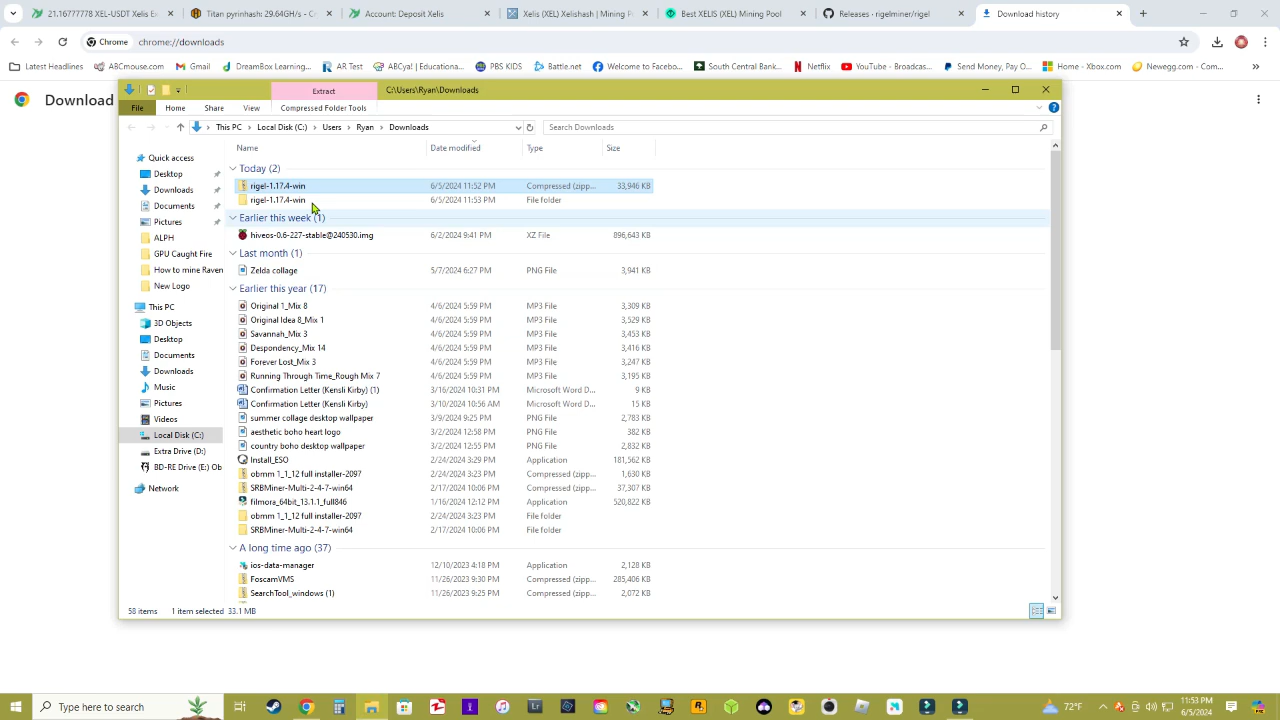 21.16777778 XEL-USDT Xelis E
Titan pyrinhash: 29.64GH/s - C
Account: Deposit Xelis
Xelis (XEL) Xelishash | Mining P
Best XEL (XEL) Mining Pool
Releases · rigelminer/rigel
Download history
Chrome
chrome://downloads
Latest Headlines
ABCmouse.com
Gmail
DreamBox Learning...
AR Test
ABCya! | Educationa...
PBS KIDS
Battle.net
Welcome to Facebo...
South Central Bank...
Netflix
YouTube - Broadcas...
Send Money, Pay O...
Home - Xbox.com
Newegg.com - Com...
Download
Extract
C:\Users\Ryan\Downloads
File
Home
Share
View
Compressed Folder Tools
This PC > Local Disk (C:) > Users > Ryan > Downloads
Search Downloads
Name
Date modified
Type
Size
Quick access
Desktop
Downloads
Documents
Pictures
ALPH
GPU Caught Fire
How to mine Raven
New Logo
This PC
3D Objects
Desktop
Documents
Downloads
Music
Pictures
Videos
Local Disk (C:)
Extra Drive (D:)
BD-RE Drive (E:) Ob
Network
Today (2)
rigel-1.17.4-win 6/5/2024 11:52 PM Compressed (zipp... 33,946 KB
rigel-1.17.4-win 6/5/2024 11:53 PM File folder
Earlier this week (1)
hiveos-0.6-227-stable@240530.img 6/2/2024 9:41 PM XZ File 896,643 KB
Last month (1)
Zelda collage 5/7/2024 6:27 PM PNG File 3,941 KB
Earlier this year (17)
Original 1_Mix 8 4/6/2024 5:59 PM MP3 File 3,309 KB
Original Idea 8_Mix 1 4/6/2024 5:59 PM MP3 File 3,529 KB
Savannah_Mix 3 4/6/2024 5:59 PM MP3 File 3,453 KB
Despondency_Mix 14 4/6/2024 5:59 PM MP3 File 3,416 KB
Forever Lost_Mix 3 4/6/2024 5:59 PM MP3 File 3,247 KB
Running Through Time_Rough Mix 7 4/6/2024 5:59 PM MP3 File 3,195 KB
Confirmation Letter (Kensli Kirby) (1) 3/16/2024 10:31 PM Microsoft Word D... 9 KB
Confirmation Letter (Kensli Kirby) 3/10/2024 10:56 AM Microsoft Word D... 15 KB
summer collage desktop wallpaper 3/9/2024 9:25 PM PNG File 2,783 KB
aesthetic boho heart logo 3/2/2024 12:58 PM PNG File 382 KB
country boho desktop wallpaper 3/2/2024 12:55 PM PNG File 2,832 KB
Install_ESO 2/24/2024 3:29 PM Application 181,562 KB
obmm 1_1_12 full installer-2097 2/24/2024 3:23 PM Compressed (zipp... 1,630 KB
SRBMiner-Multi-2-4-7-win64 2/17/2024 10:06 PM Compressed (zipp... 37,307 KB
filmora_64bit_13.1.1_full846 1/16/2024 12:12 PM Application 520,822 KB
obmm 1_1_12 full installer-2097 2/24/2024 3:23 PM File folder
SRBMiner-Multi-2-4-7-win64 2/17/2024 10:06 PM File folder
A long time ago (37)
ios-data-manager 12/10/2023 4:18 PM Application 2,128 KB
FoscamVMS 11/26/2023 9:30 PM Compressed (zipp... 285,406 KB
SearchTool_windows (1) 11/26/2023 9:25 PM Compressed (zipp... 2,072 KB
58 items 1 item selected 33.1 MB
Type here to search
Lr
72°F
11:53 PM
6/5/2024